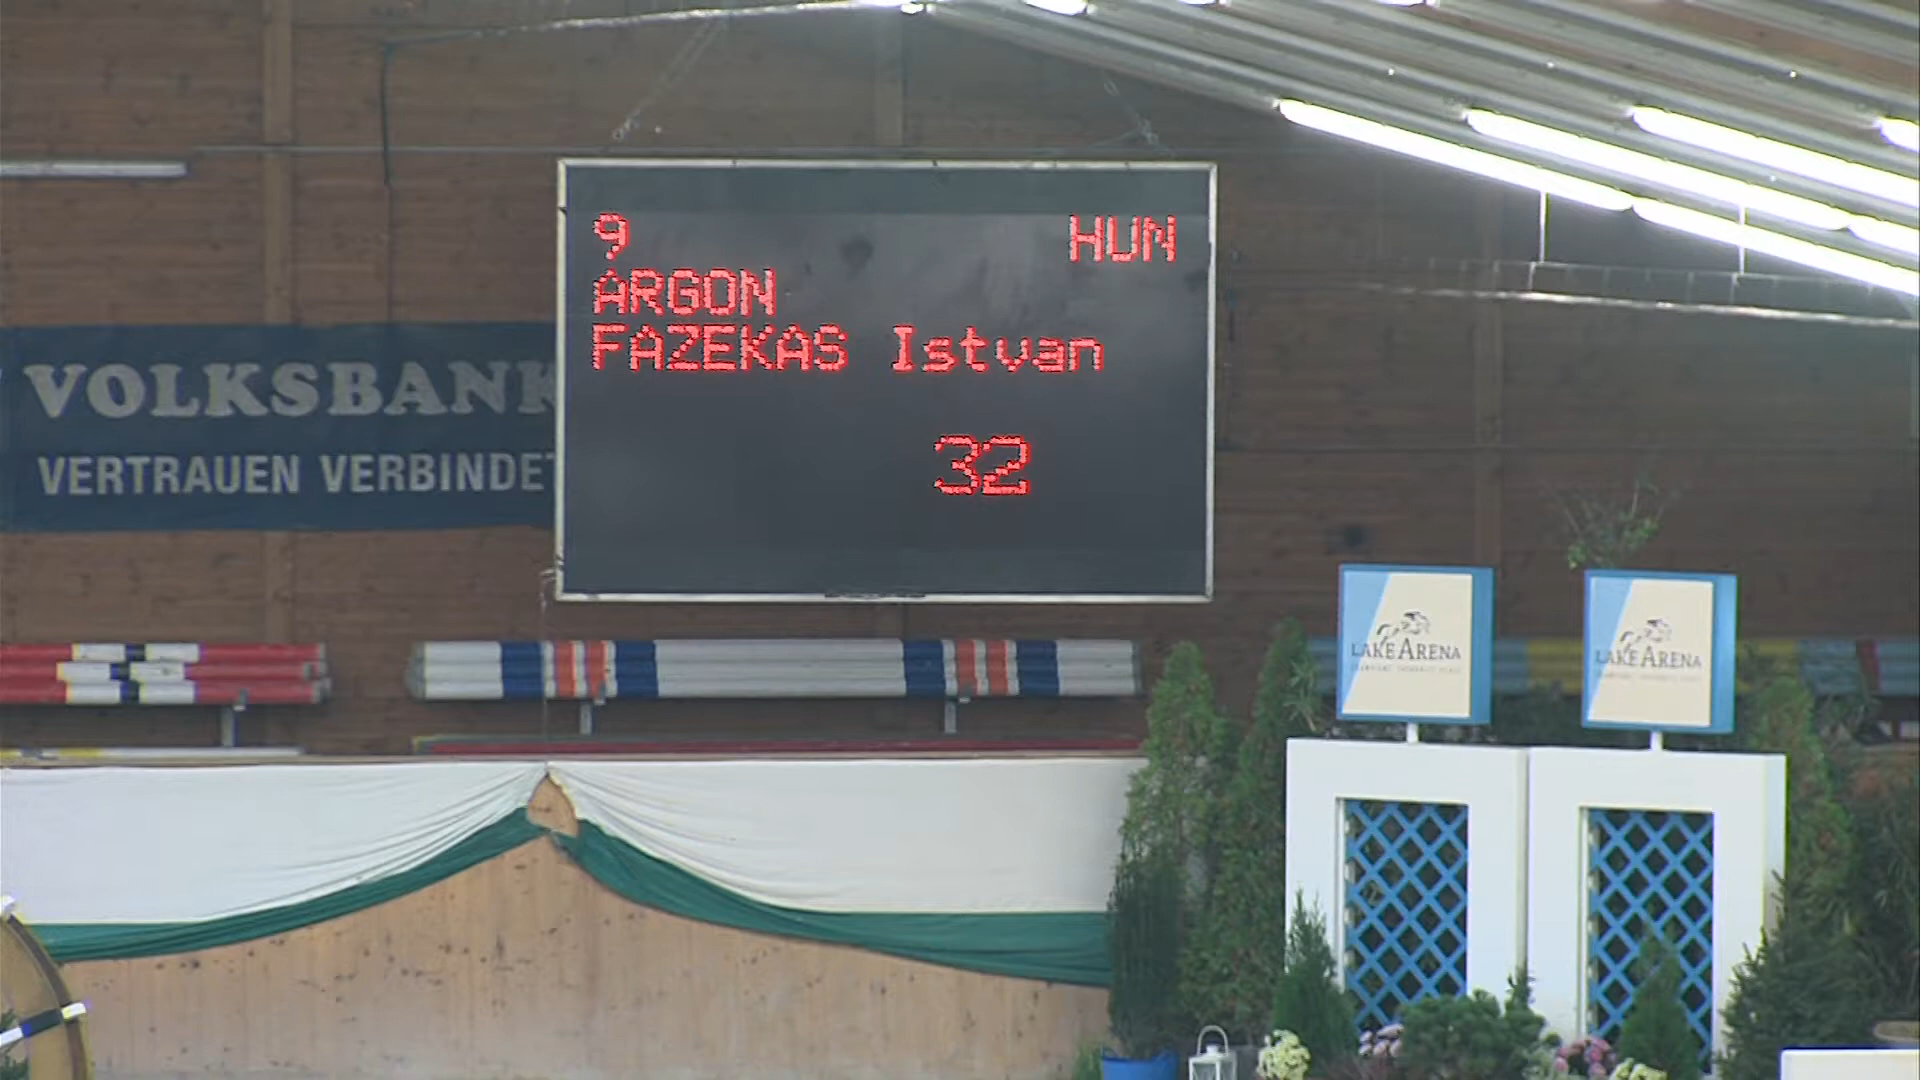 9 HUN
ARGON
FAZEKAS Istvan
32
VOLKSBANK
VERTRAUEN VERBINDET
LAKE ARENA
LAKE ARENA